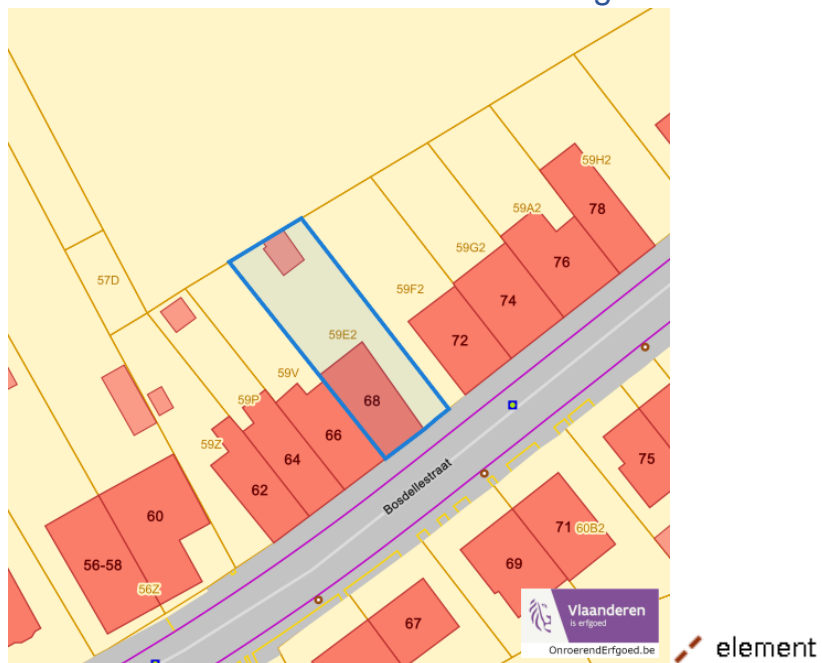 59H2
78
59A2
76
59G2
74
59F2
72
57D
59E2
68
59V
66
59P
64
59Z
62
60
56-58
56Z
Bosdellestraat
75
71
60B2
69
67
Vlaanderen
is erfgoed
OnroerendErfgoed.be
element